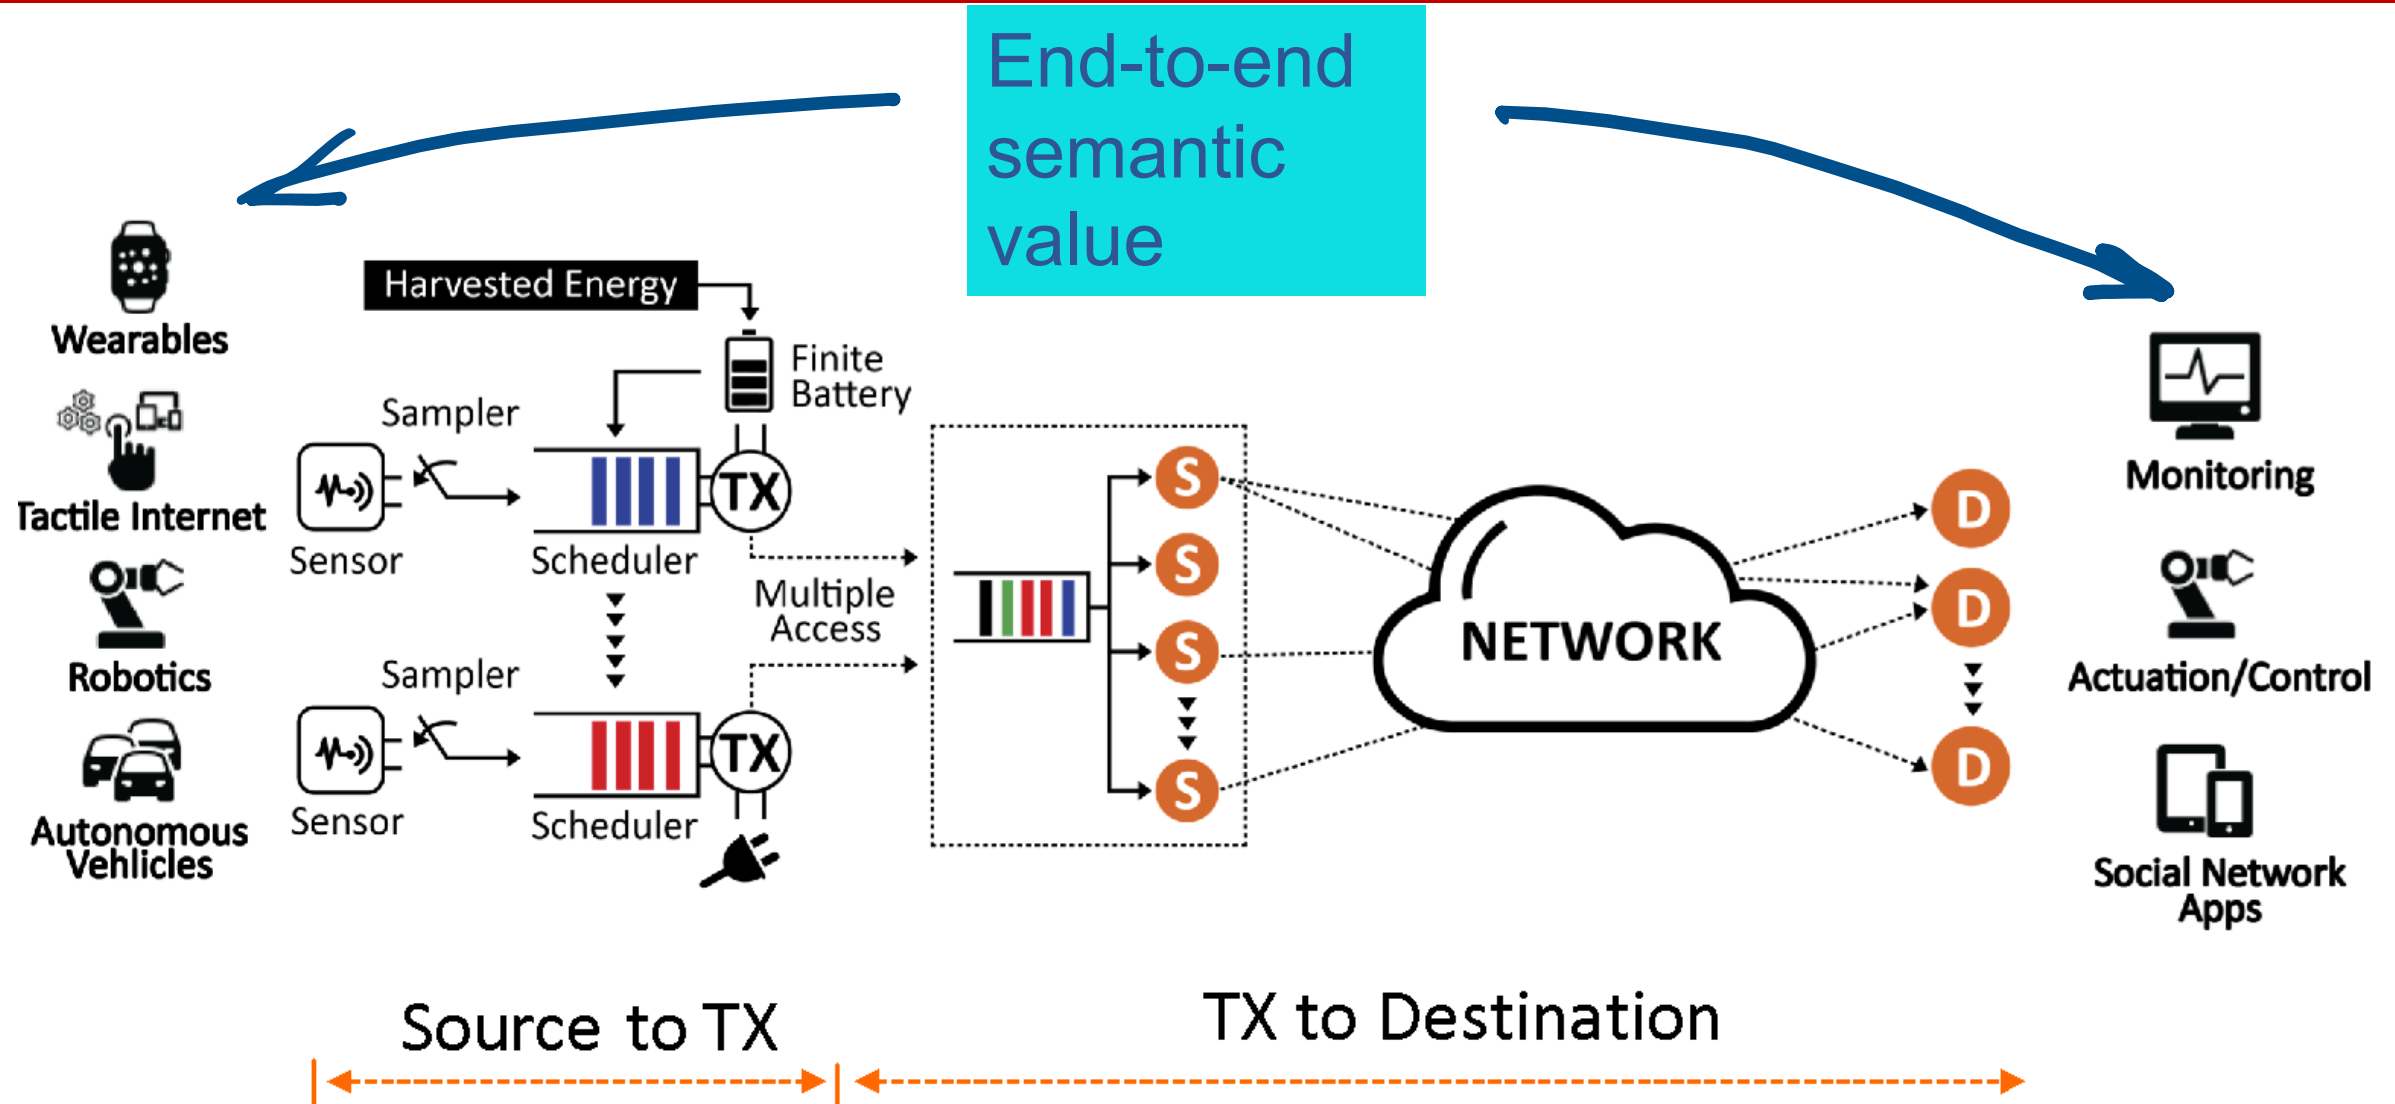 End-to-end
semantic
value
Wearables
Tactile Internet
Robotics
Autonomous
Vehlicles
Harvested Energy
Finite
Battery
Sampler
Sensor
Scheduler
TX
Multiple
Access
Sampler
Sensor
Scheduler
TX
S
S
S
S
NETWORK
D
D
D
Monitoring
Actuation/Control
Social Network
Apps
Source to TX
TX to Destination